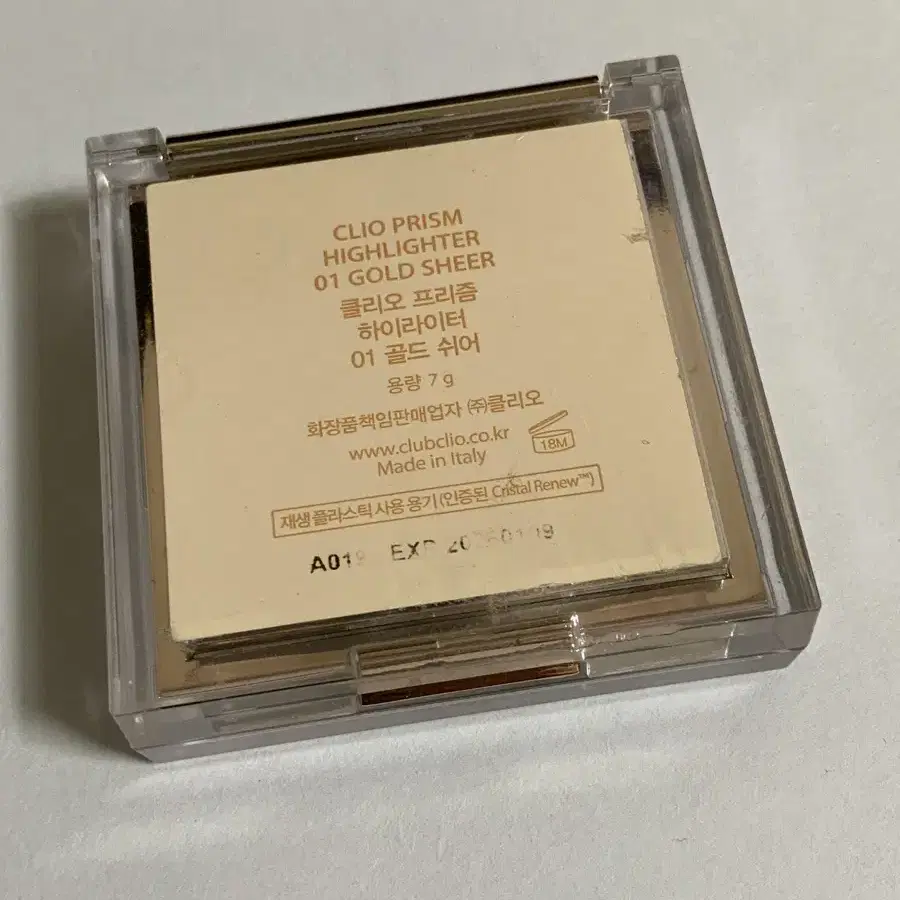 CLIO PRISM
HIGHLIGHTER
01 GOLD SHEER
클리오 프리즘
하이라이터
01 골드 쉬어
용량 7 g
화장품책임판매업자 ㈜클리오
www.clubclio.co.kr
Made in Italy
18M
재생 플라스틱 사용 용기 (인증된 Cristal Renew™)
EXP